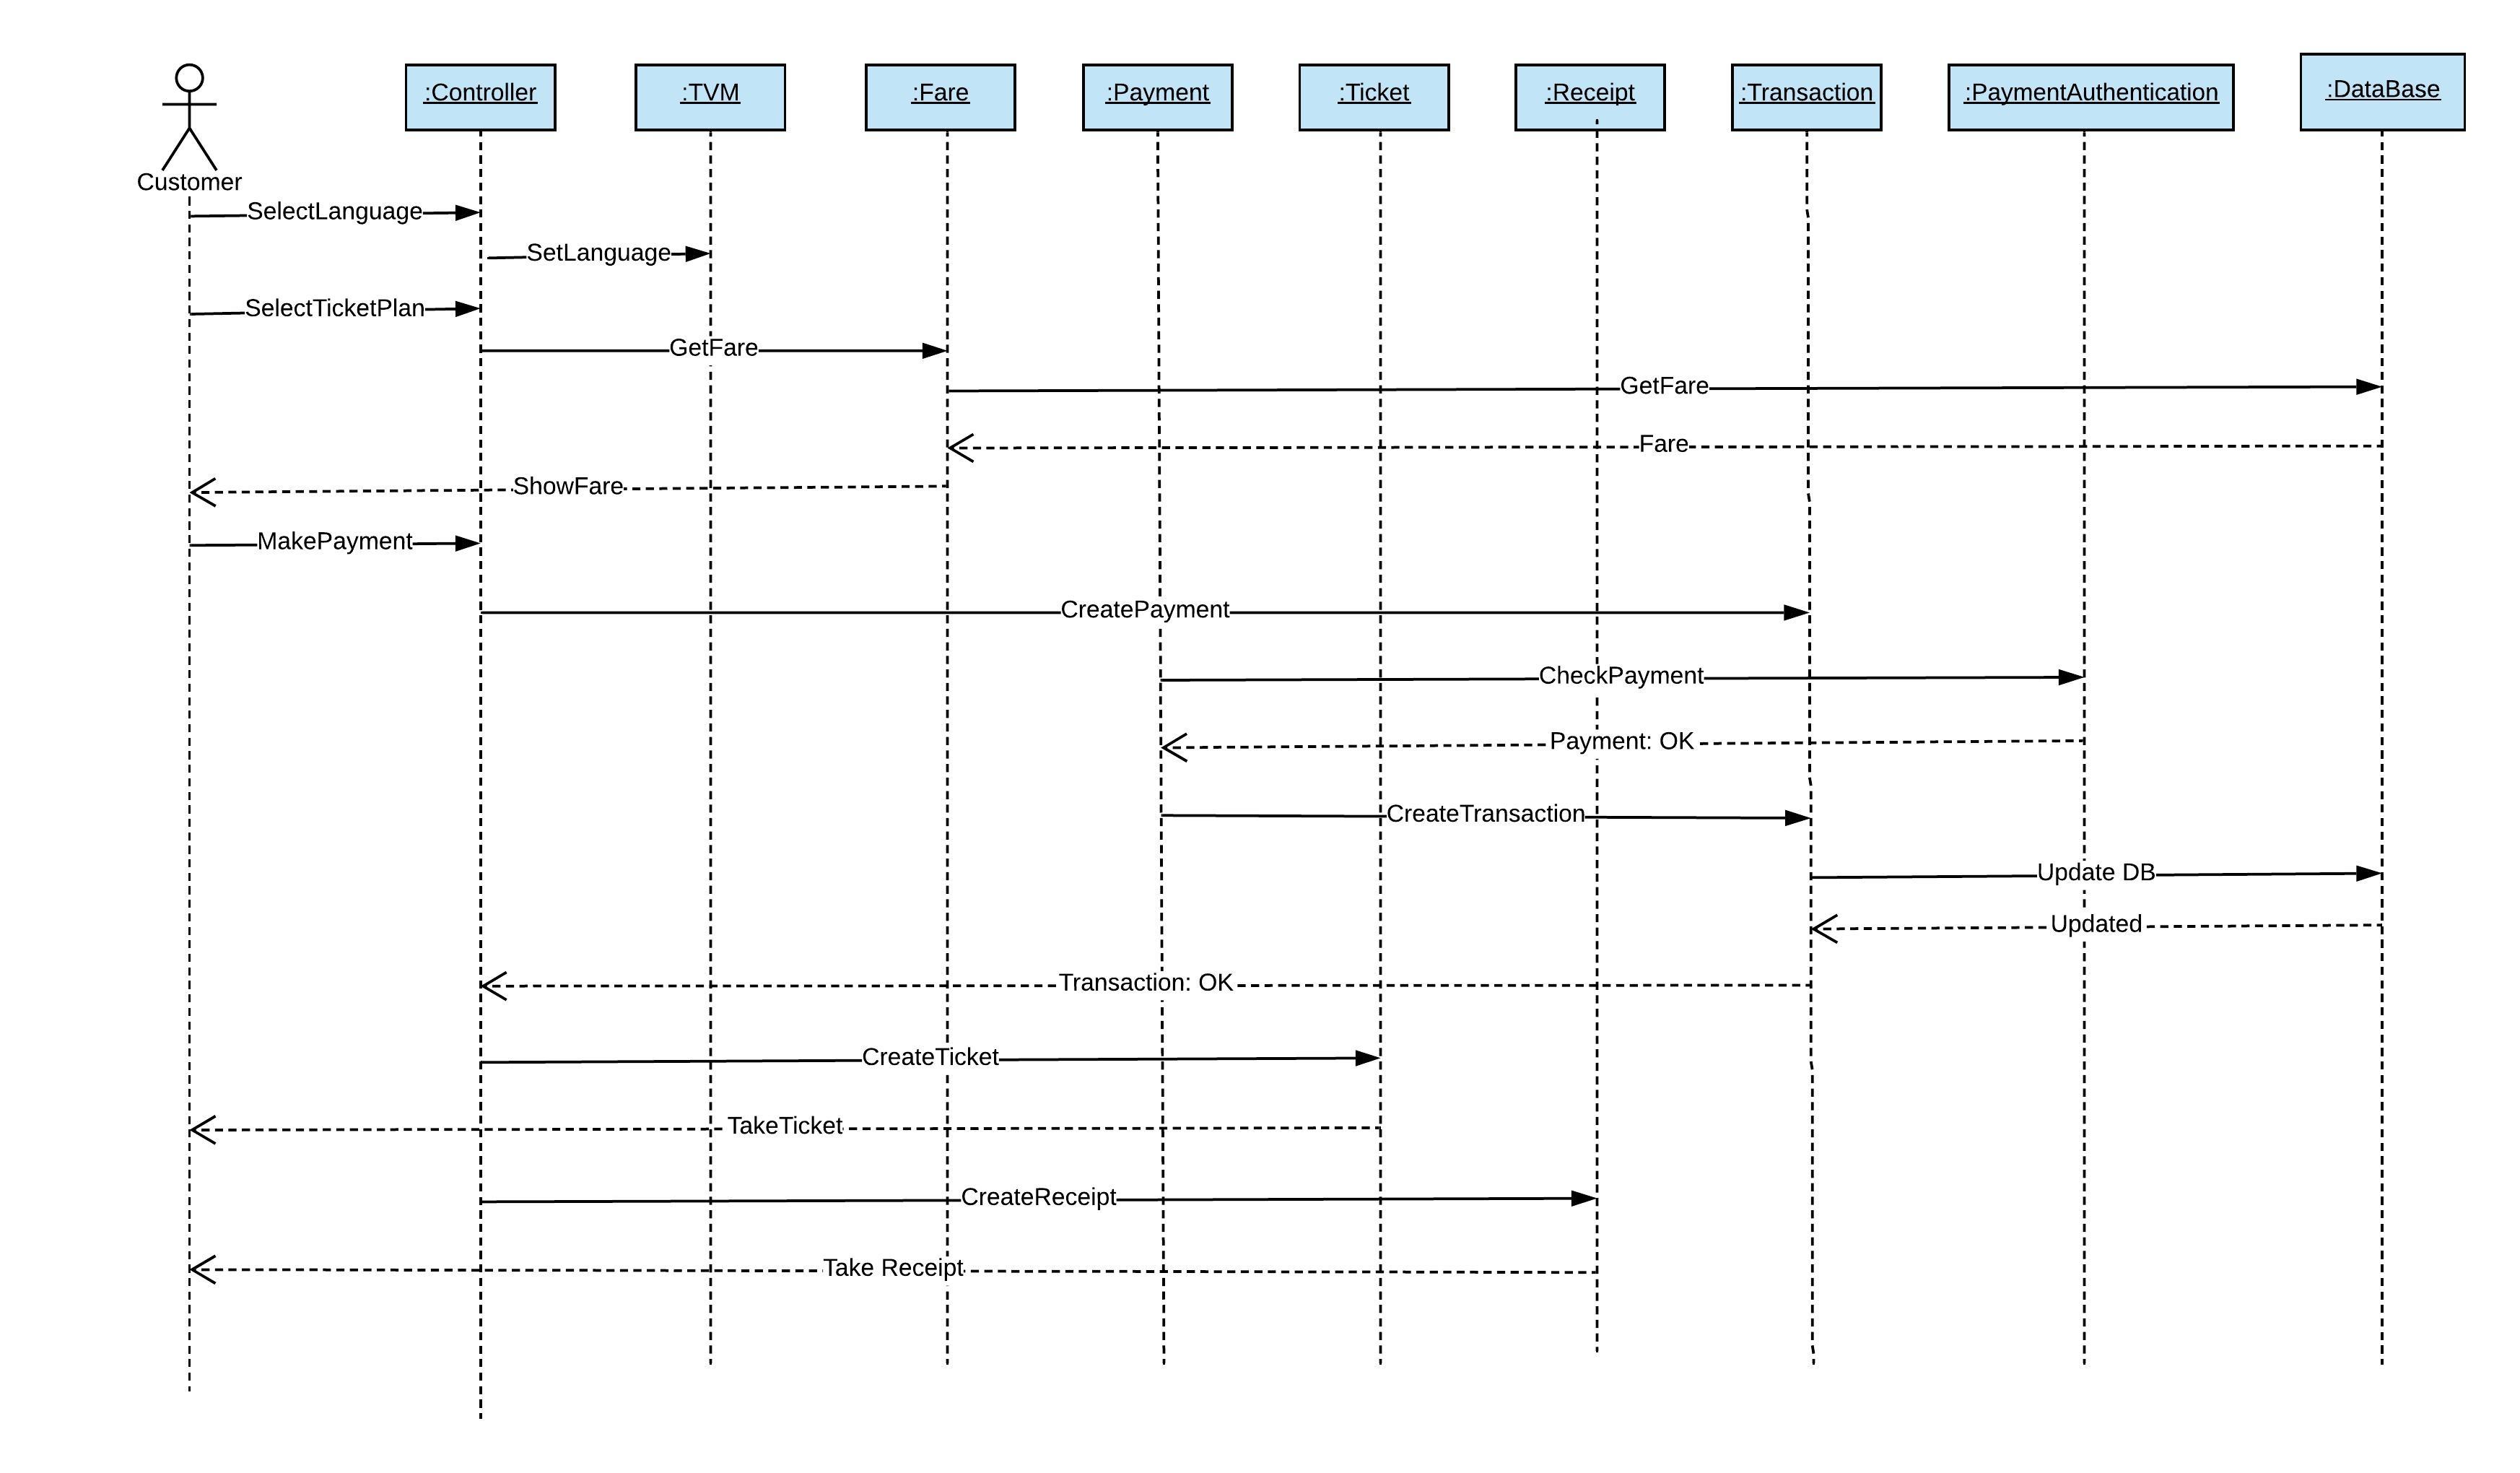 :Controller
:TVM
:Fare
:Payment
:Ticket
:Receipt
:Transaction
:PaymentAuthentication
:DataBase
Customer
SelectLanguage
SetLanguage
SelectTicketPlan
GetFare
GetFare
Fare
ShowFare
MakePayment
CreatePayment
CheckPayment
Payment: OK
CreateTransaction
Update DB
Updated
Transaction: OK
CreateTicket
TakeTicket
CreateReceipt
Take Receipt